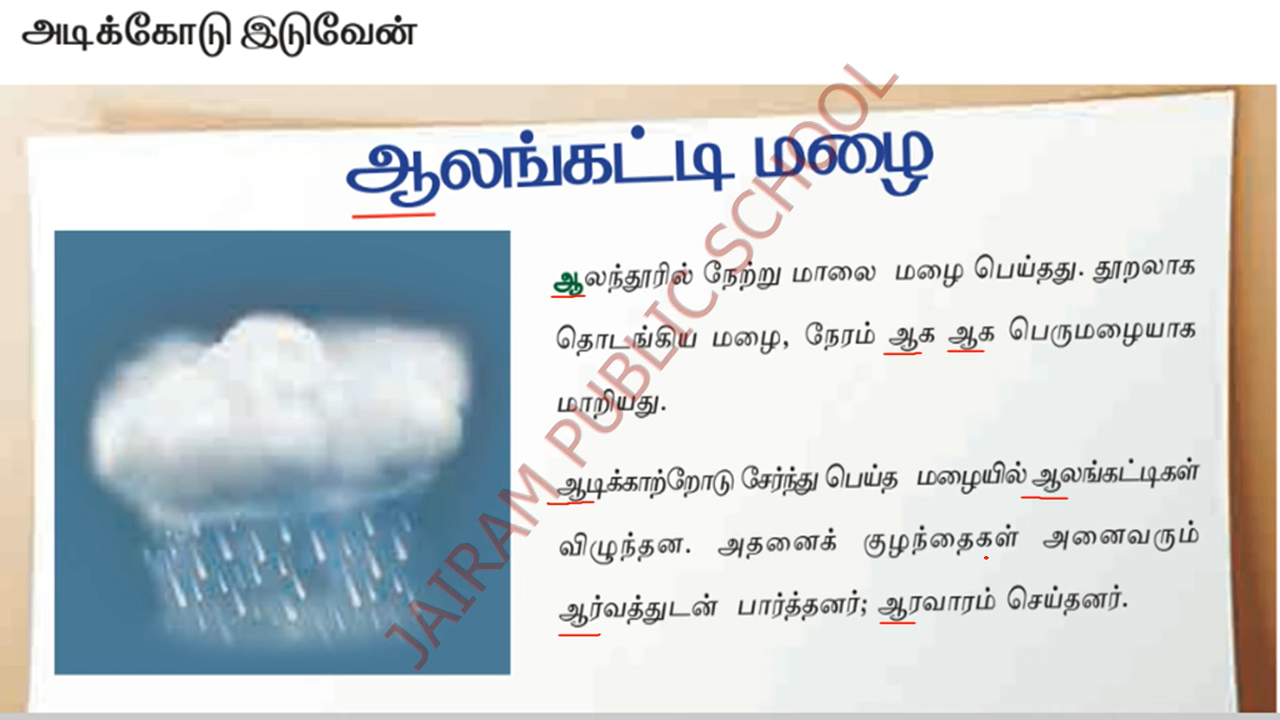 அடிக்கோடு இடுவேன்
ஆலங்கட்டி மழை
ஆலந்தூரில் நேற்று மாலை மழை பெய்தது. தூறலாக
தொடங்கிய மழை, நேரம் ஆக ஆக பெருமழையாக
மாறியது.
ஆடிக்காற்றோடு சேர்ந்து பெய்த மழையில் ஆலங்கட்டிகள்
விழுந்தன. அதனைக் குழந்தைகள் அனைவரும்
ஆர்வத்துடன் பார்த்தனர்; ஆரவாரம் செய்தனர்.
JAIRAM PUBLIC SCHOOL